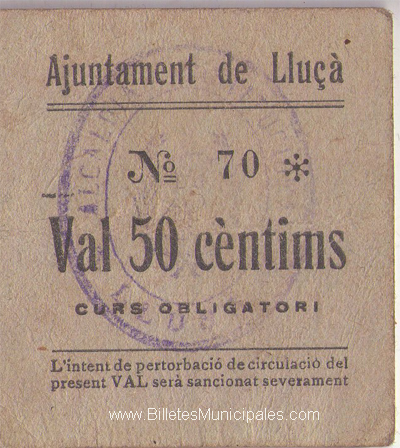 Ajuntament de Lluçà
Nº 70 *
Val 50 cèntims
CURS OBLIGATORI
L'intent de pertorbació de circulació del
present VAL serà sancionat severament
www.BilletesMunicipales.com